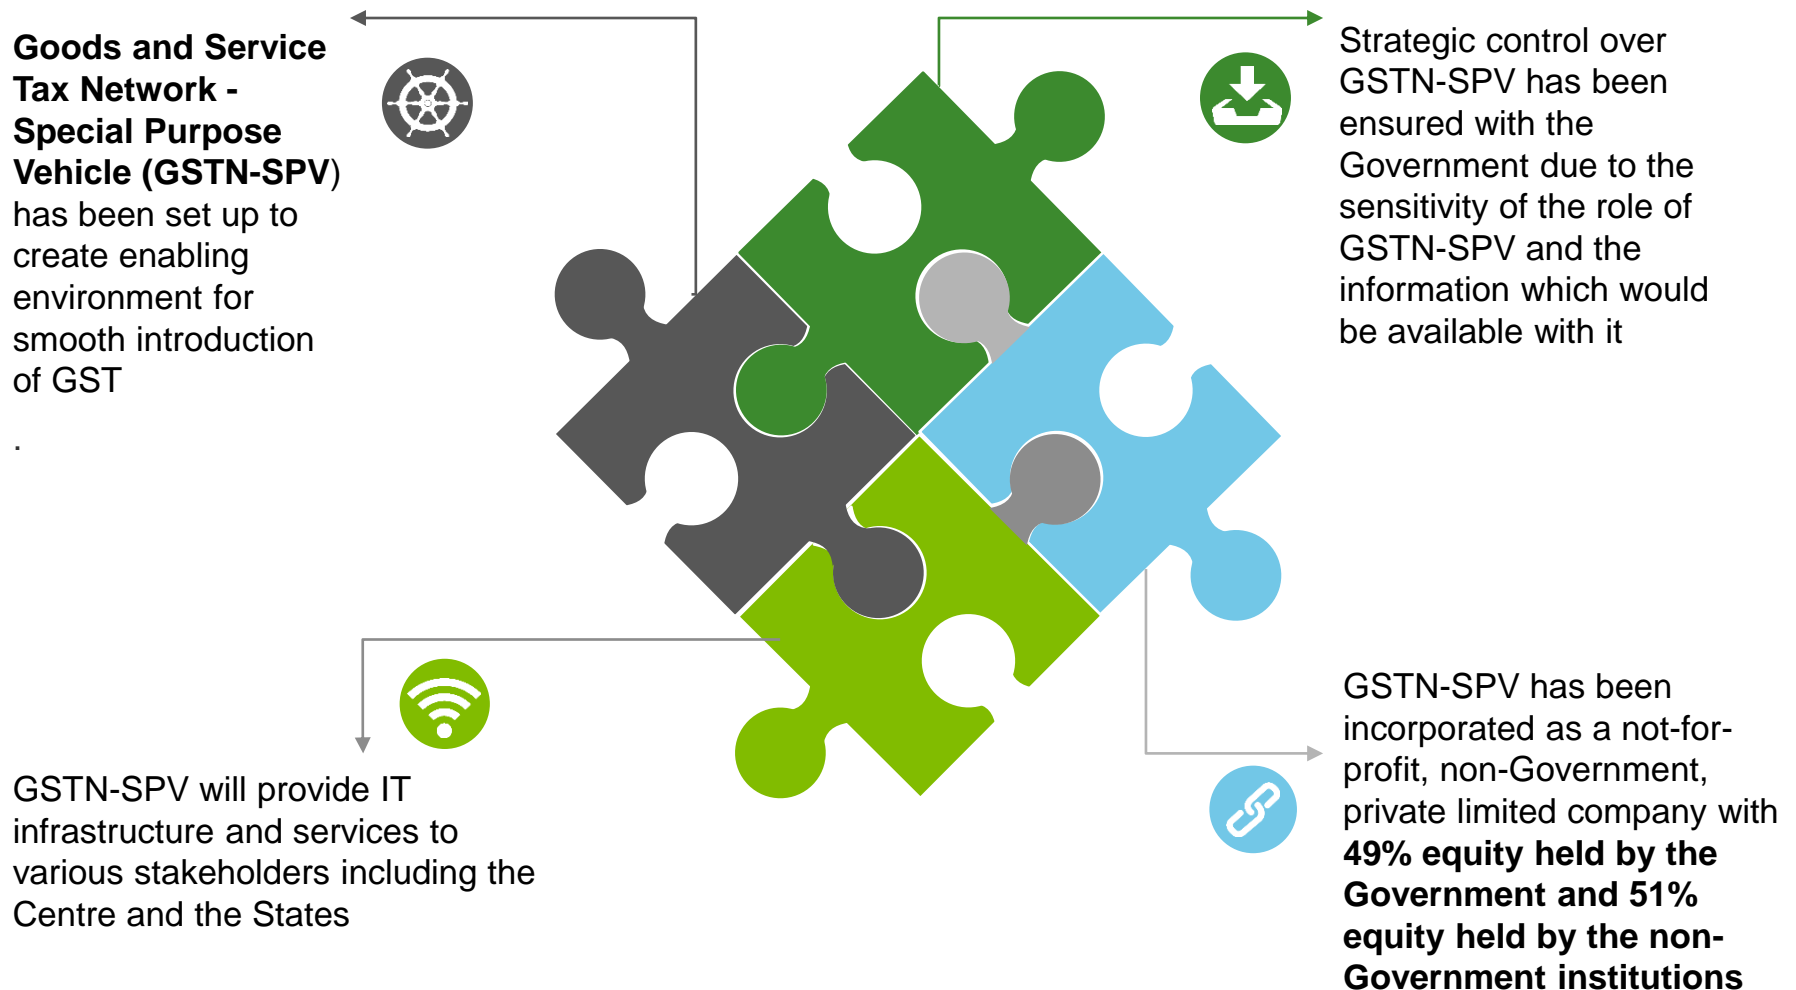 Goods and Service
Tax Network -
Special Purpose
Vehicle (GSTN-SPV)
has been set up to
create enabling
environment for
smooth introduction
of GST
.
Strategic control over
GSTN-SPV has been
ensured with the
Government due to the
sensitivity of the role of
GSTN-SPV and the
information which would
be available with it
GSTN-SPV will provide IT
infrastructure and services to
various stakeholders including the
Centre and the States
GSTN-SPV has been
incorporated as a not-for-
profit, non-Government,
private limited company with
49% equity held by the
Government and 51%
equity held by the non-
Government institutions